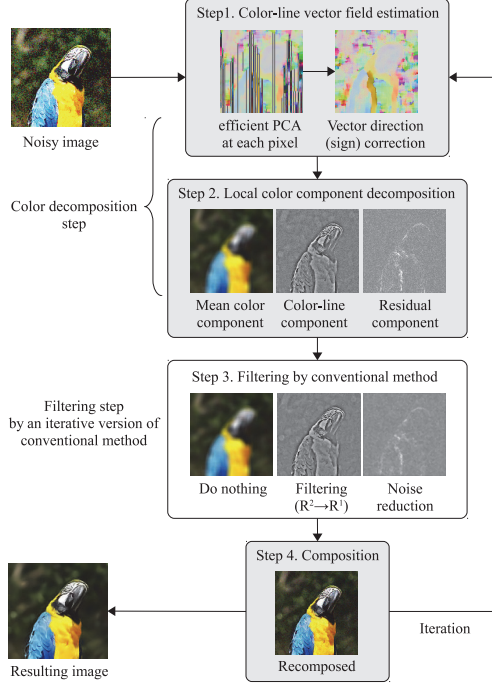 Step1. Color-line vector field estimation
efficient PCA
at each pixel
Vector direction
(sign) correction
Noisy image
Color decomposition
step
Step 2. Local color component decomposition
Mean color
component
Color-line
component
Residual
component
Step 3. Filtering by conventional method
Filtering step
by an iterative version of
conventional method
Do nothing
Filtering
(R²→R¹)
Noise
reduction
Step 4. Composition
Recomposed
Iteration
Resulting image